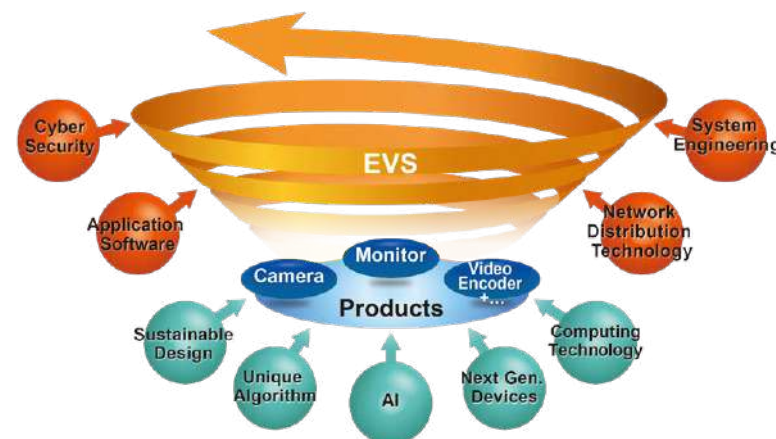 Cyber
Security
System
Engineering
EVS
Application
Software
Network
Distribution
Technology
Camera
Monitor
Video
Encoder
+...
Products
Sustainable
Design
Computing
Technology
Unique
Algorithm
AI
Next Gen.
Devices